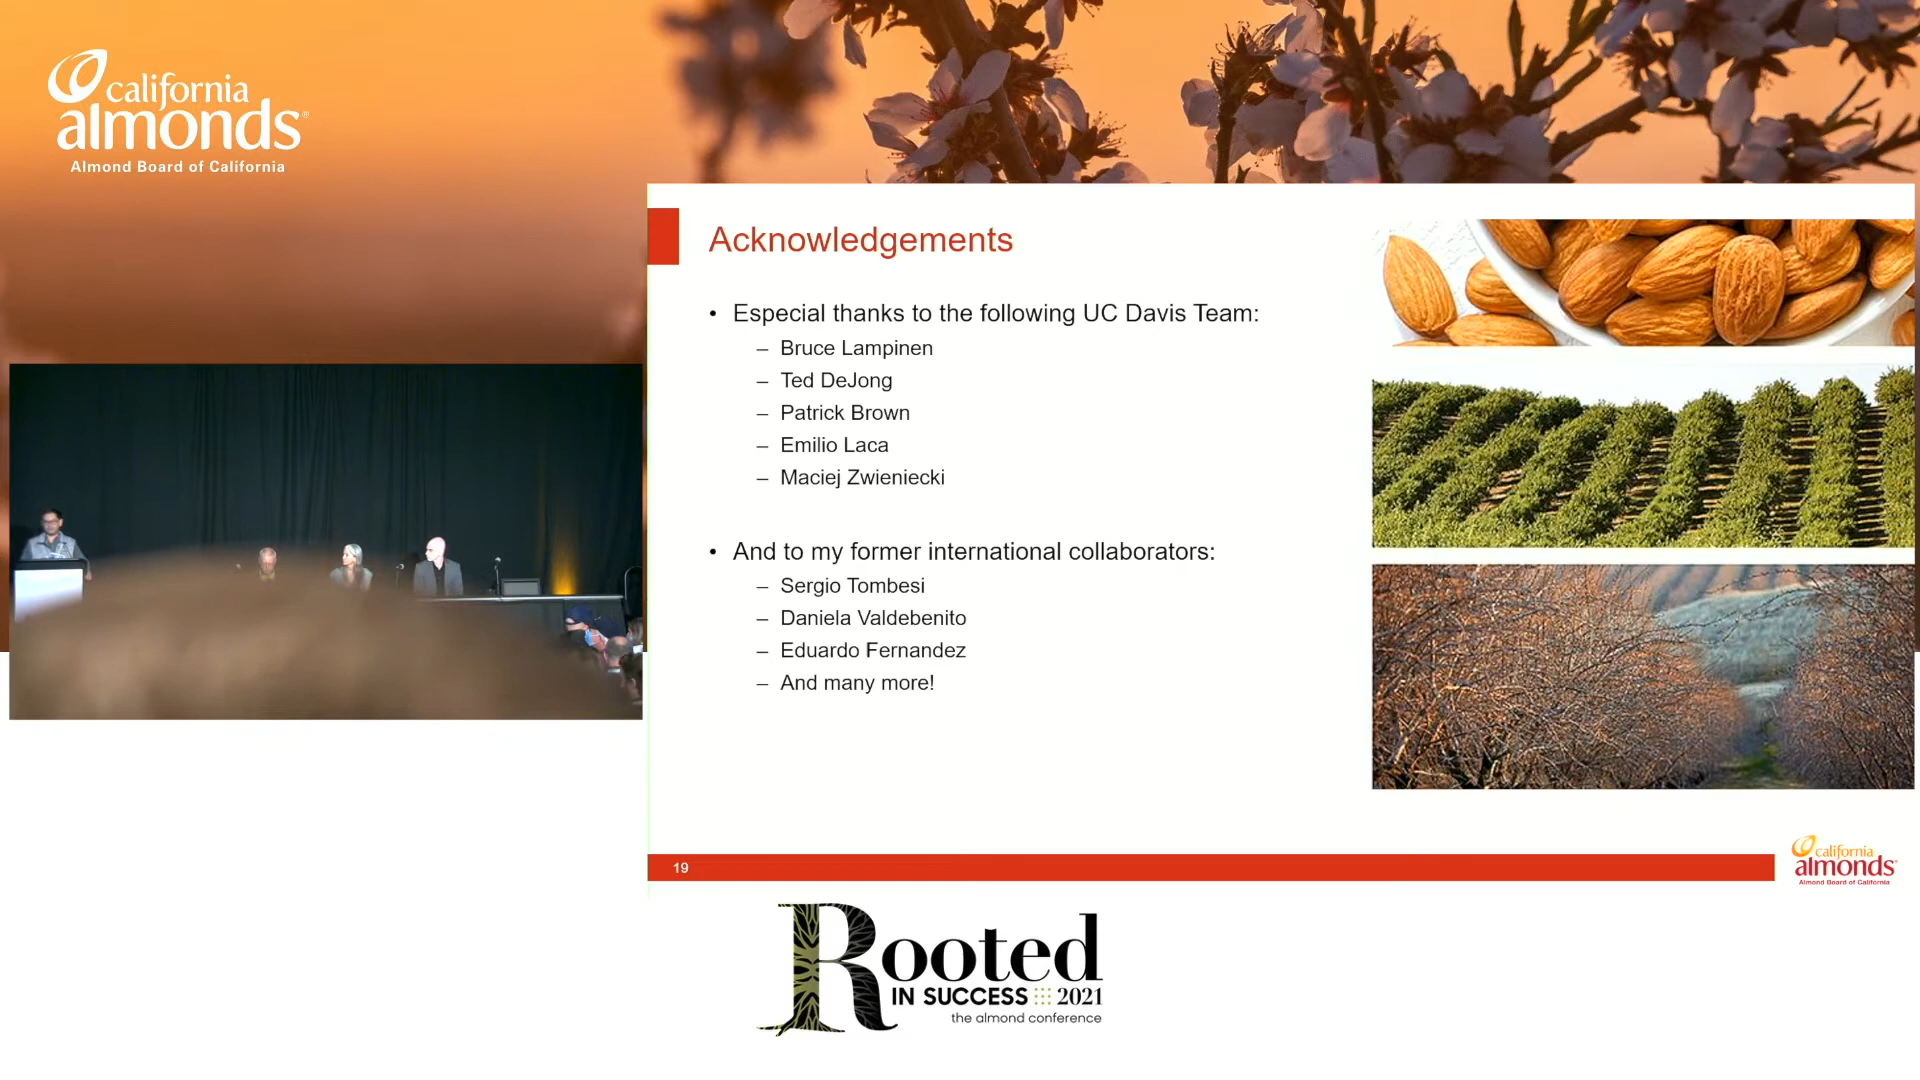 california
almonds®
Almond Board of California
Acknowledgements
• Especial thanks to the following UC Davis Team:
– Bruce Lampinen
– Ted DeJong
– Patrick Brown
– Emilio Laca
– Maciej Zwieniecki
• And to my former international collaborators:
– Sergio Tombesi
– Daniela Valdebenito
– Eduardo Fernandez
– And many more!
19
california
almonds®
Almond Board of California
Rooted
IN SUCCESS 2021
the almond conference